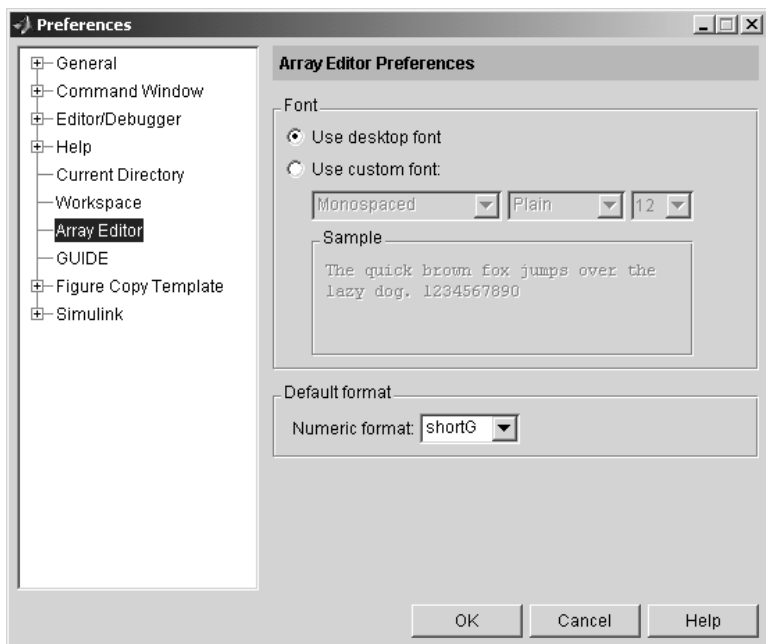 Preferences
General
Command Window
Editor/Debugger
Help
Current Directory
Workspace
Array Editor
GUIDE
Figure Copy Template
Simulink
Array Editor Preferences
Font
Use desktop font
Use custom font:
Monospaced Plain 12
Sample
The quick brown fox jumps over the
lazy dog. 1234567890
Default format
Numeric format: shortG
OK Cancel Help